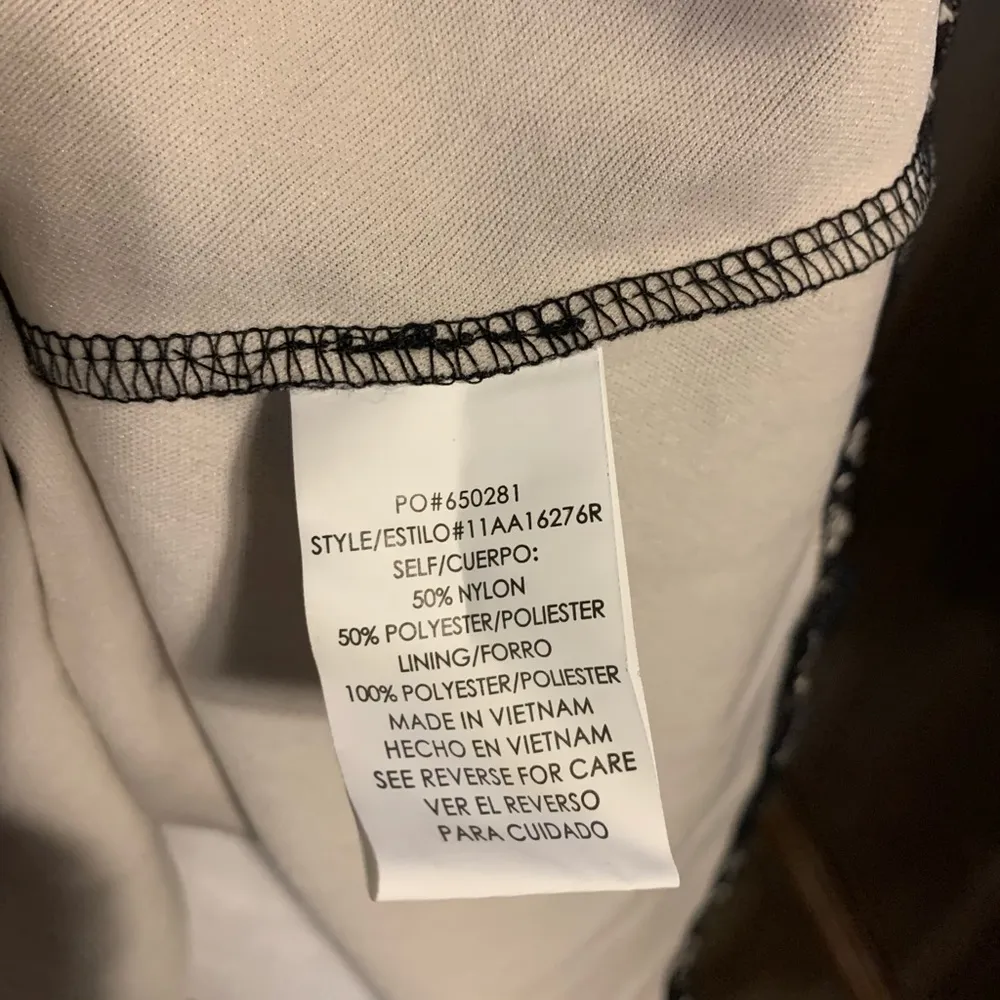 PO#650281
STYLE/ESTILO#11AA16276R
SELF/CUERPO:
50% NYLON
50% POLYESTER/POLIESTER
LINING/FORRO
100% POLYESTER/POLIESTER
MADE IN VIETNAM
HECHO EN VIETNAM
SEE REVERSE FOR CARE
VER EL REVERSO
PARA CUIDADO